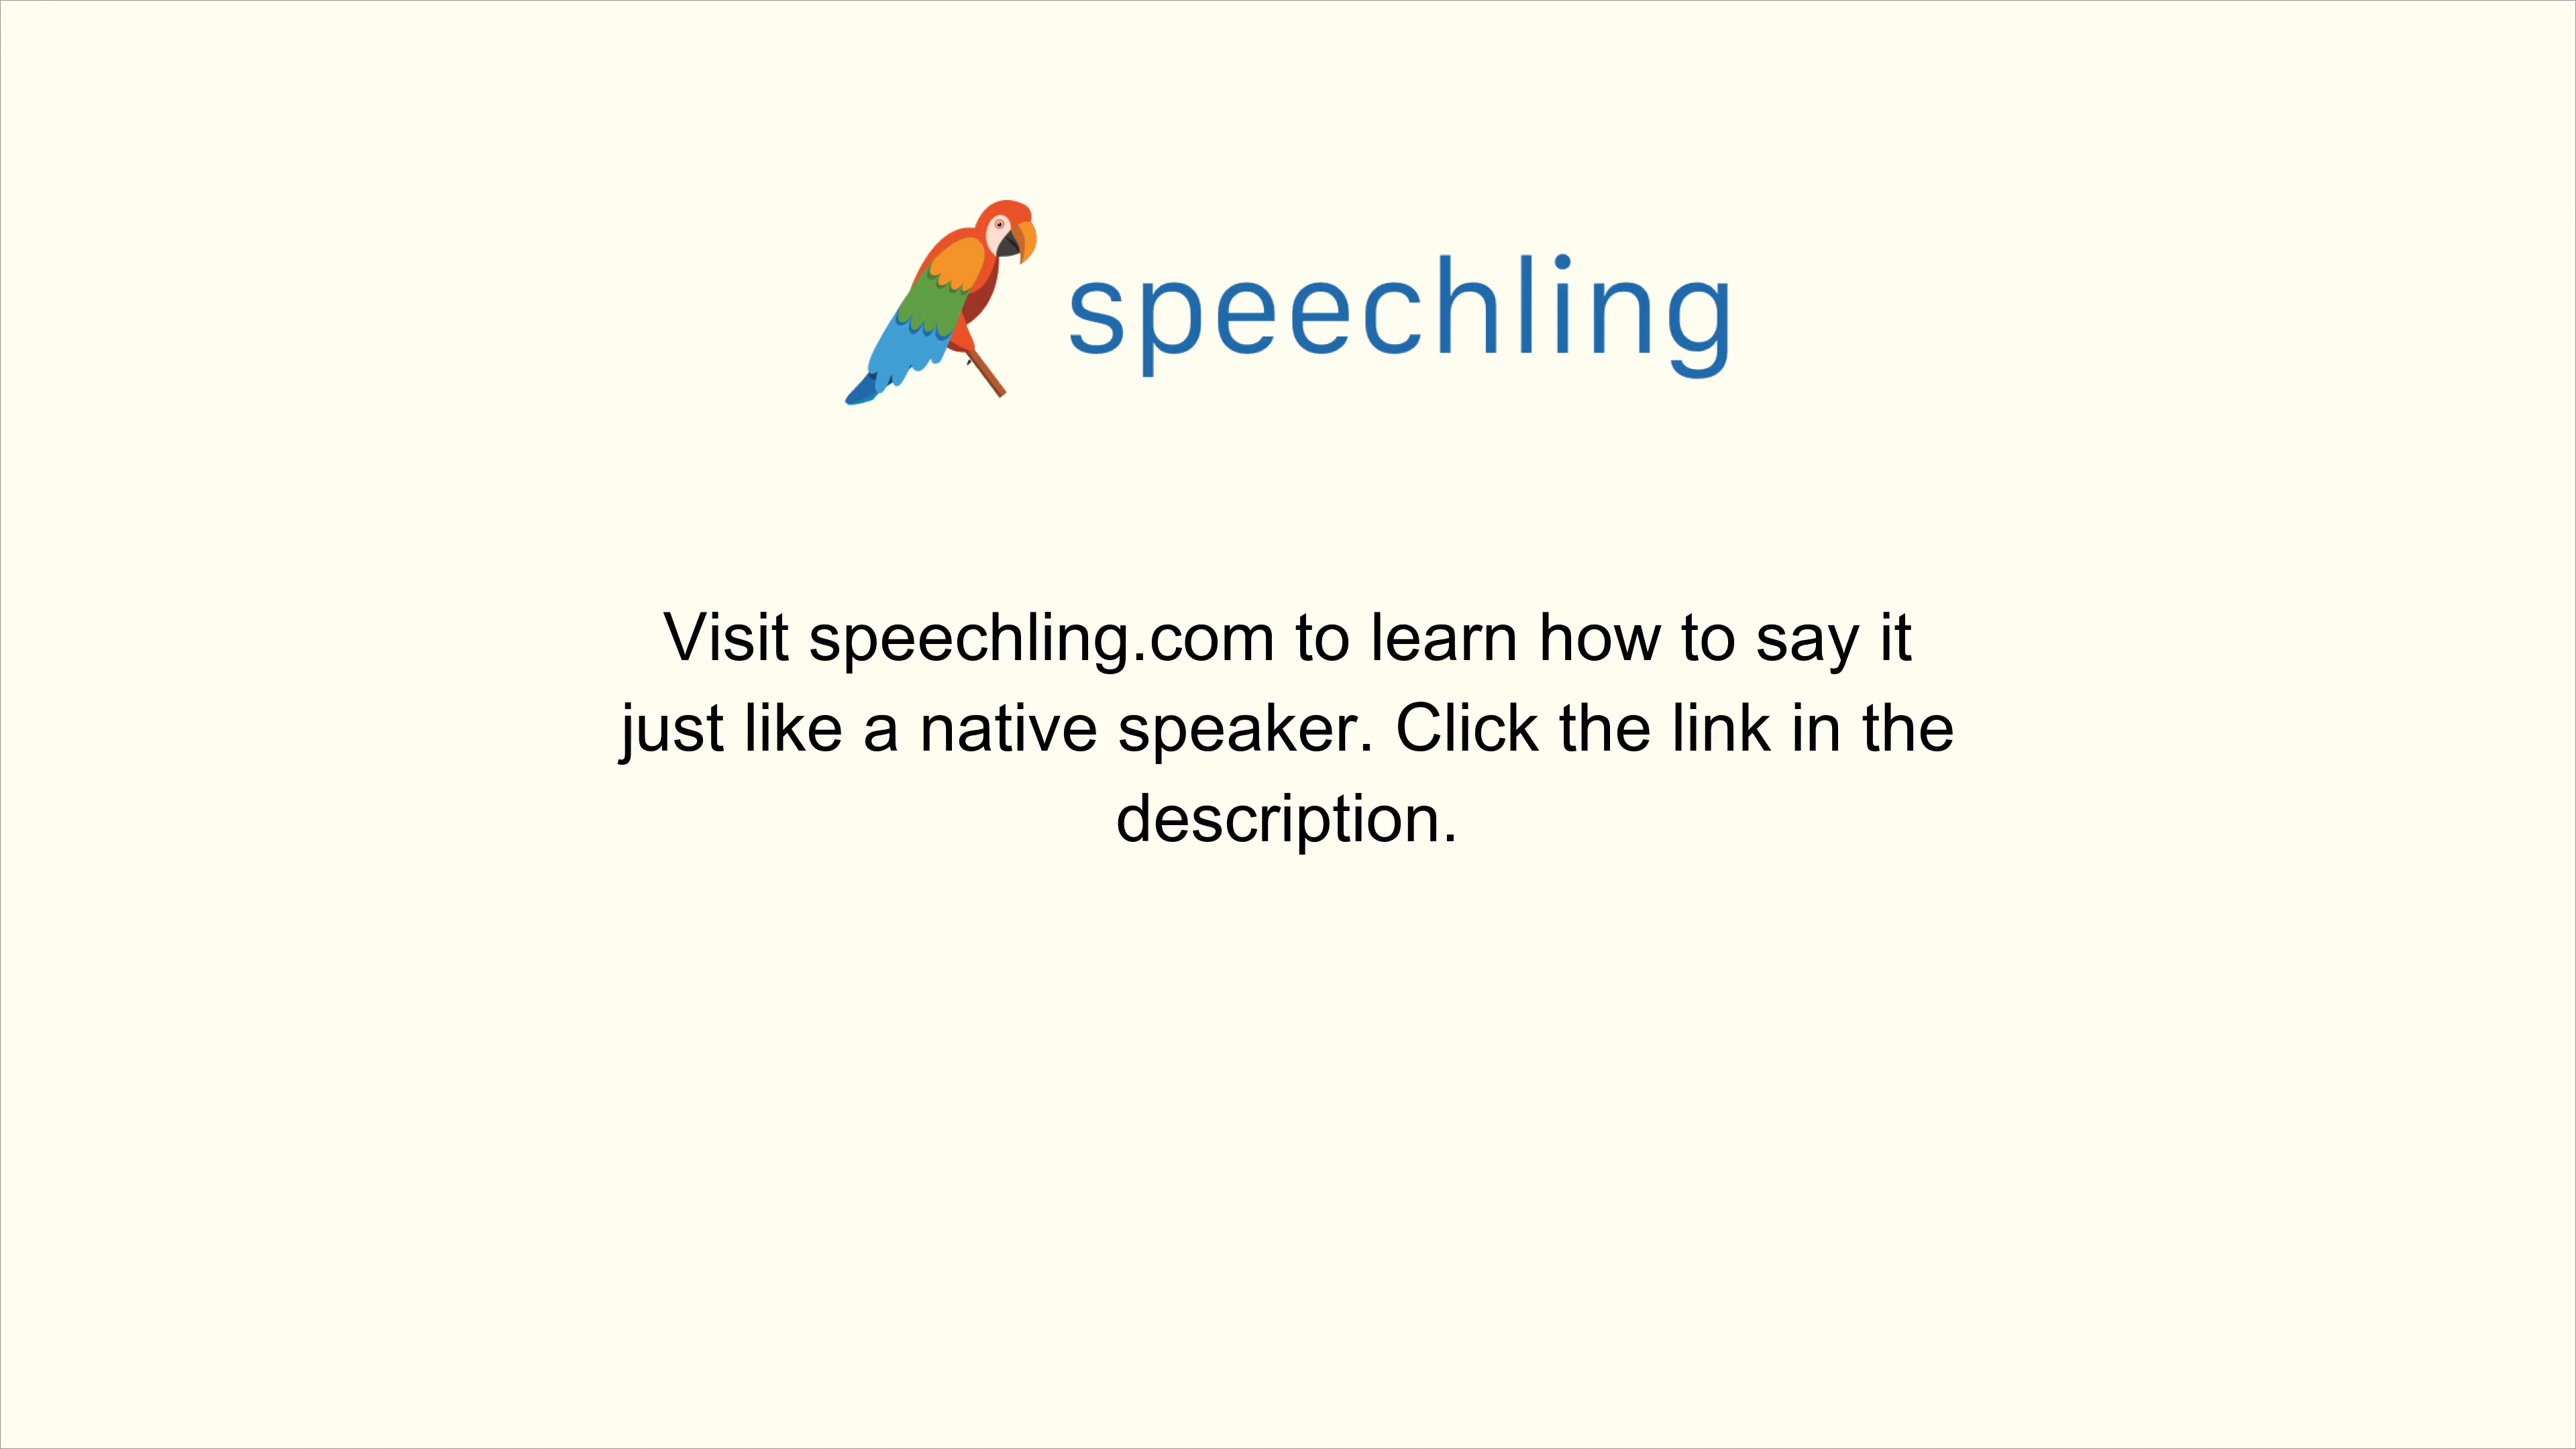 speechling
Visit speechling.com to learn how to say it
just like a native speaker. Click the link in the
description.